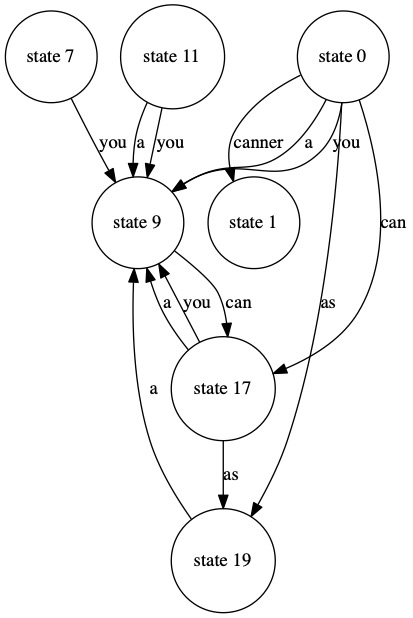 state 7
state 11
state 0
you
a
you
canner
a
you
state 9
state 1
can
a
you
can
as
state 17
a
as
state 19